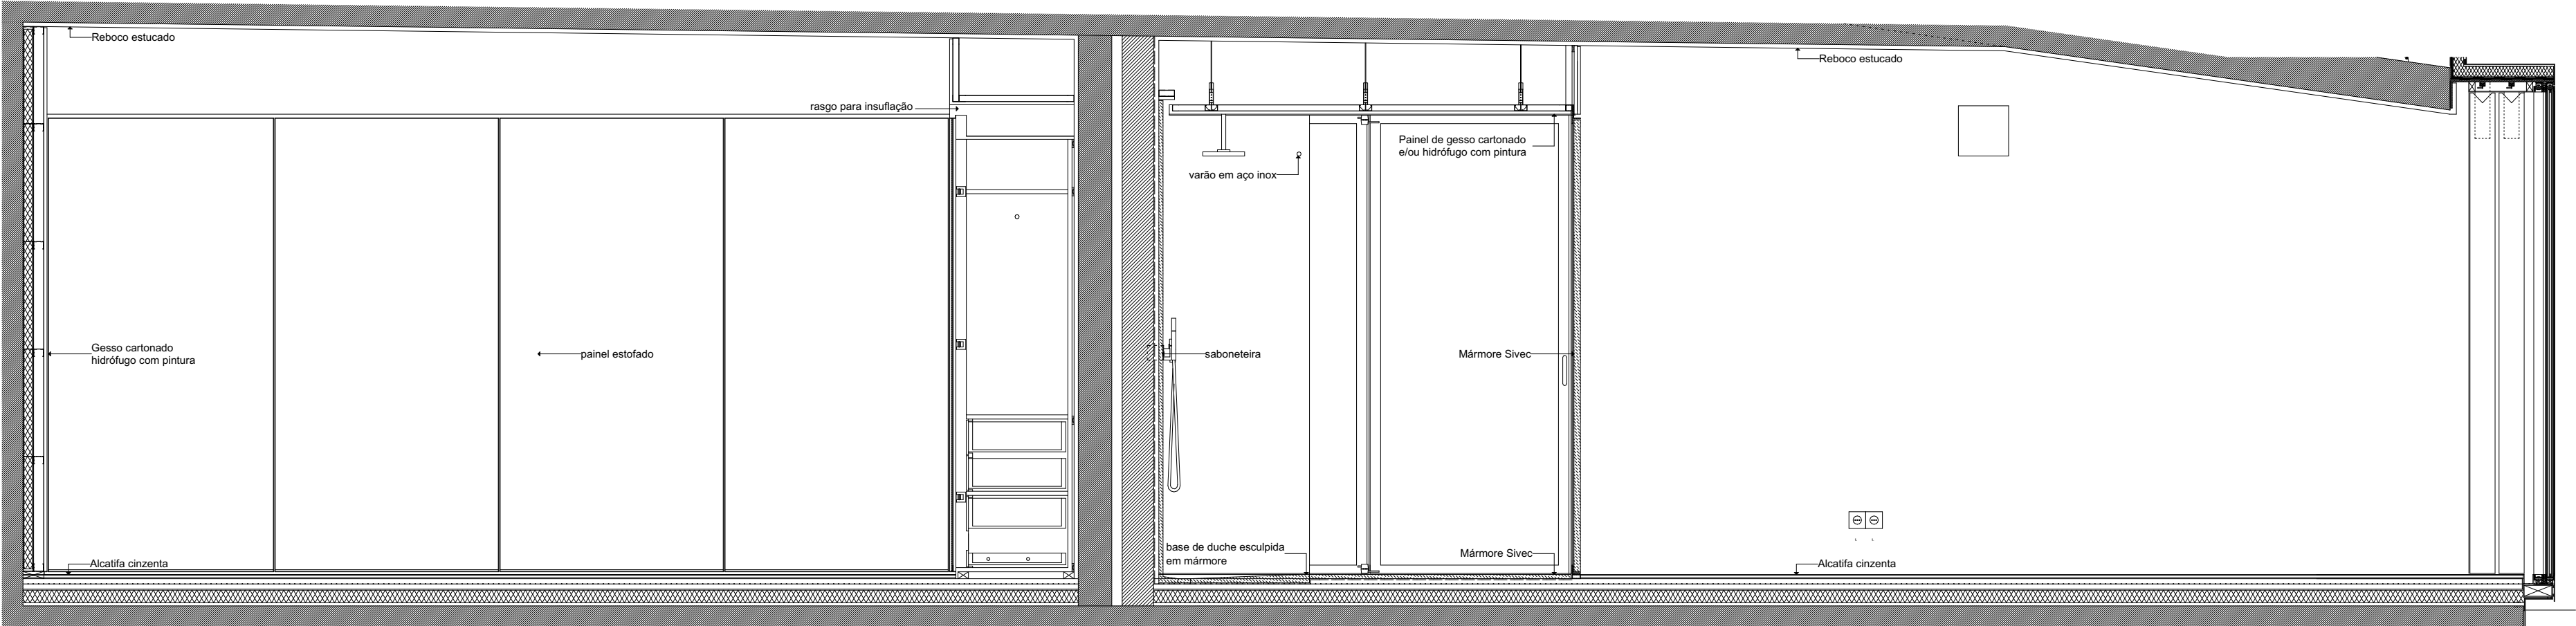 Reboco estucado
Reboco estucado
rasgo para insuflação
Painel de gesso cartonado
e/ou hidrófugo com pintura
varão em aço inox
Gesso cartonado
hidrófugo com pintura
painel estofado
saboneteira
Mármore Sivec
base de duche esculpida
em mármore
Mármore Sivec
Alcatifa cinzenta
Alcatifa cinzenta